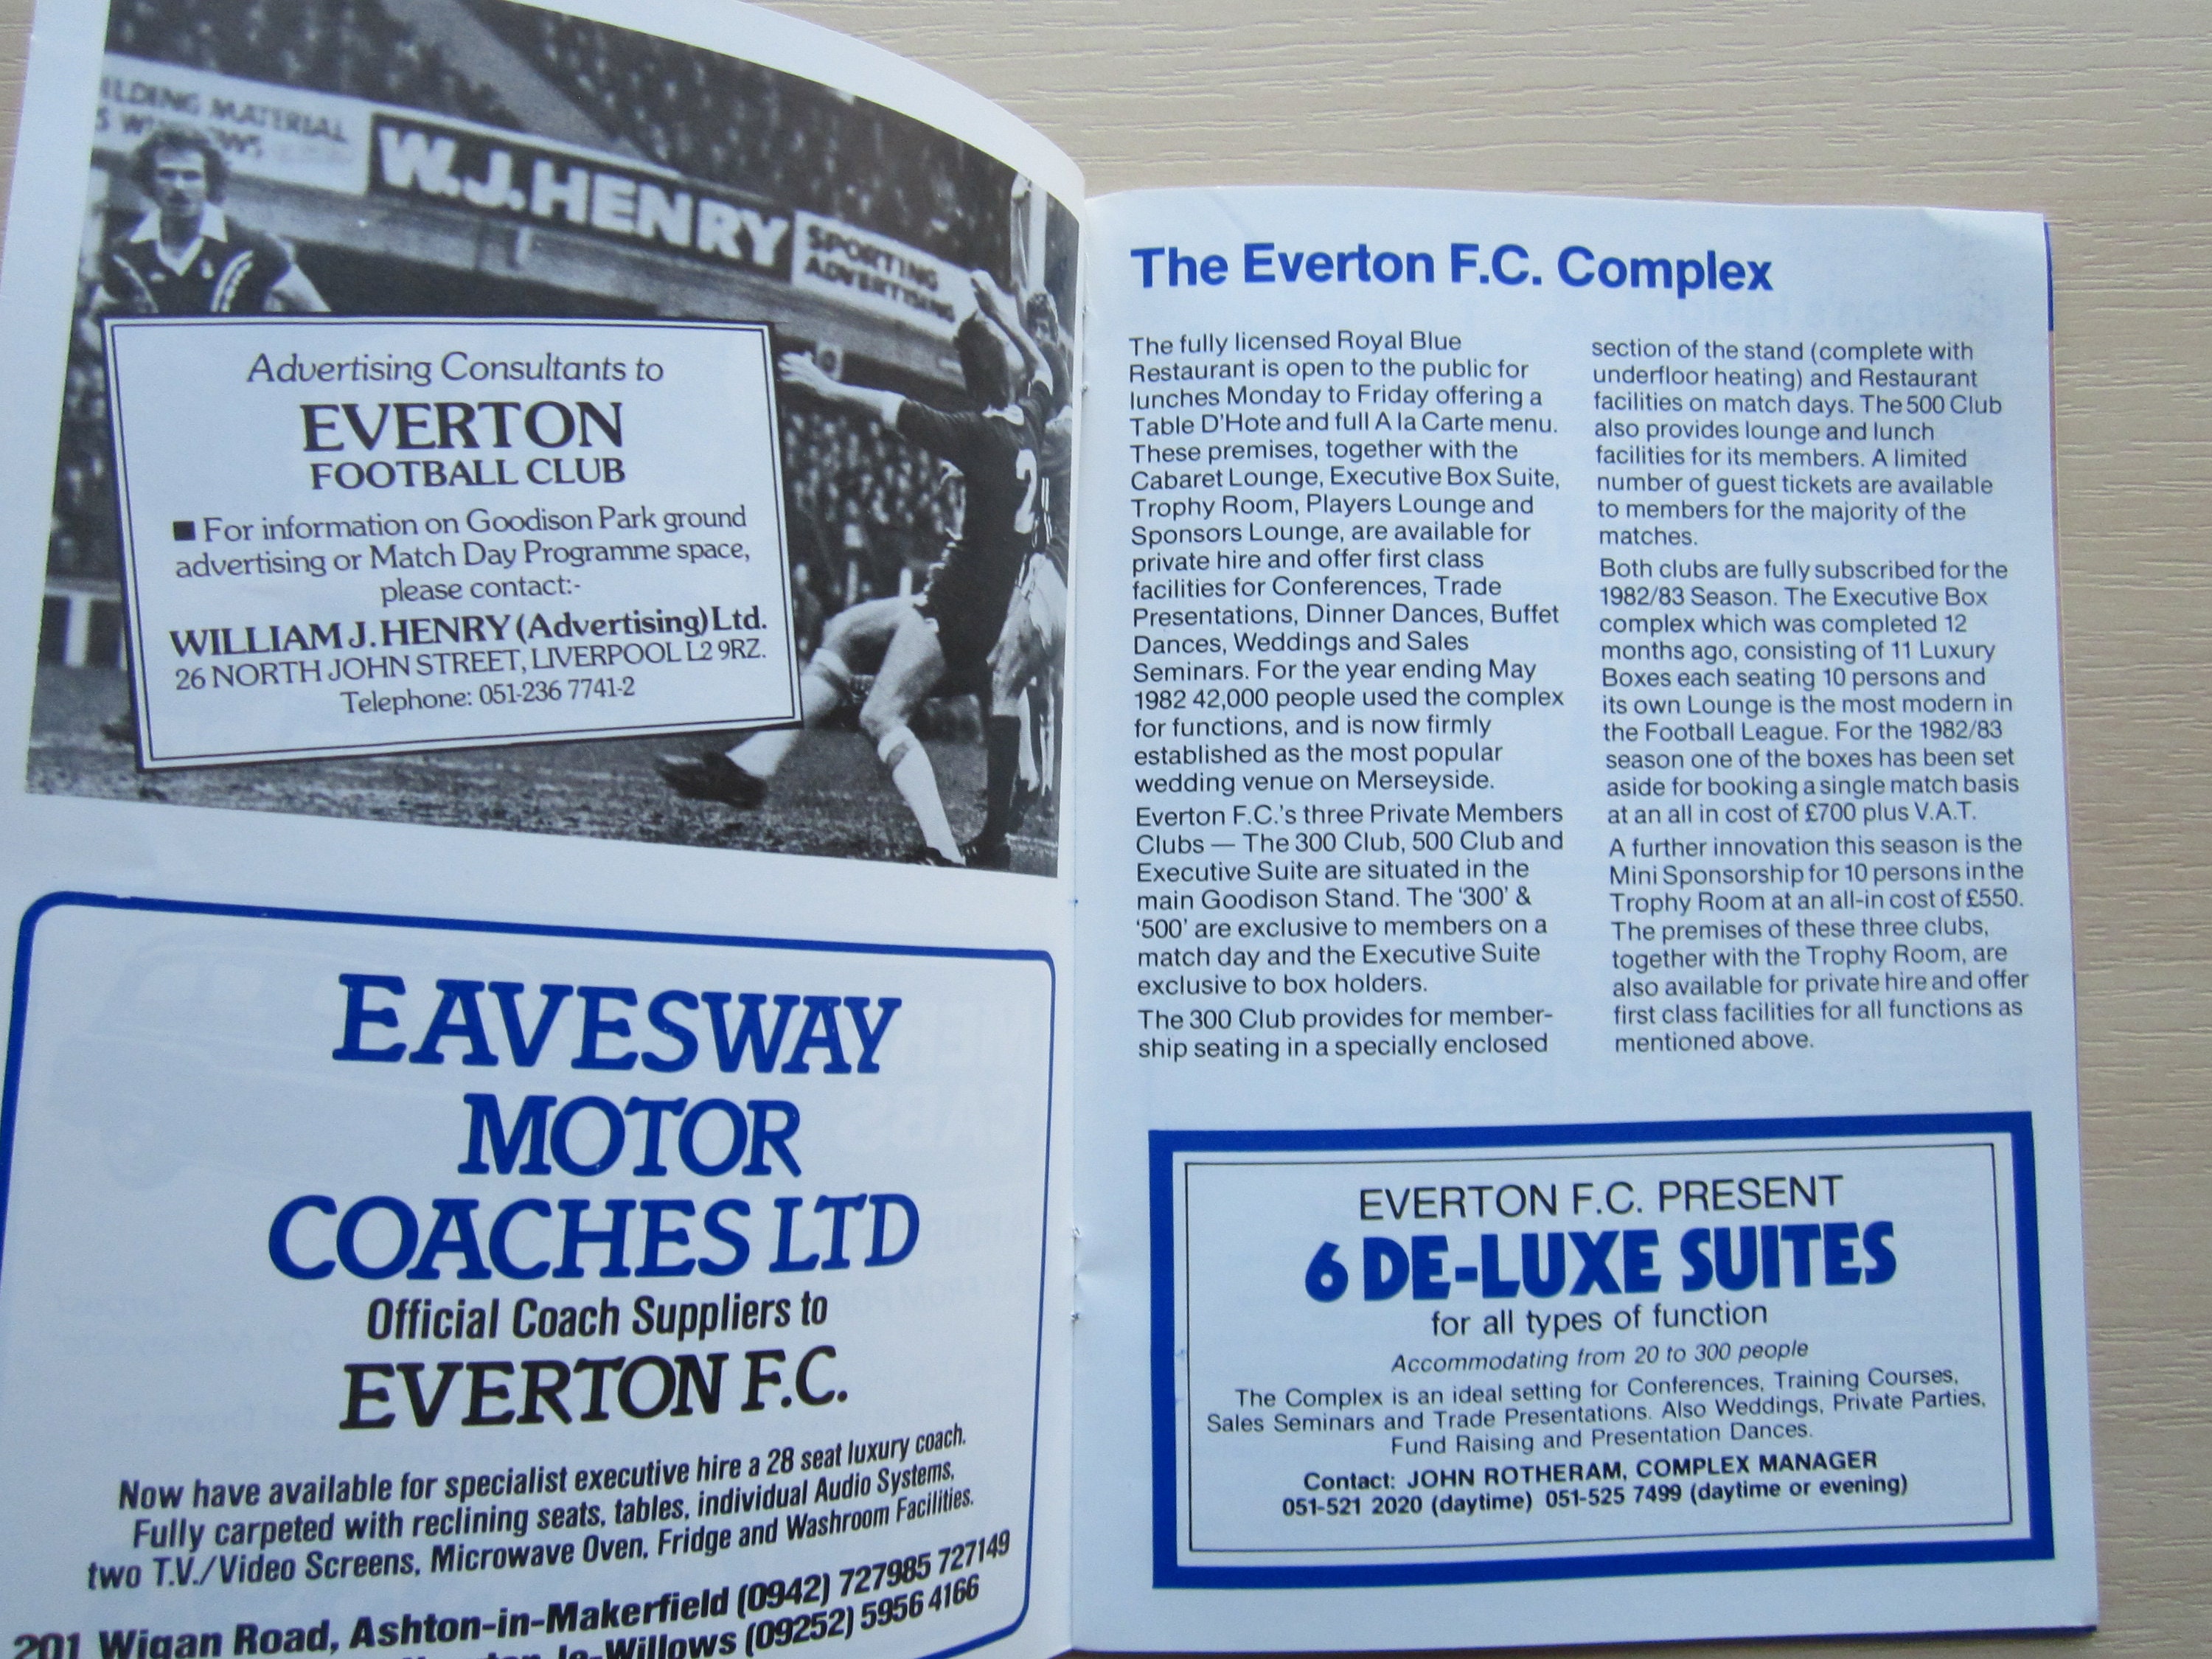 ILDING MATERIAL
W.J.HENRY
SPORTING
ADVERTISING
2
Advertising Consultants to
EVERTON
FOOTBALL CLUB
■ For information on Goodison Park ground
advertising or Match Day Programme space,
please contact:-
WILLIAM J. HENRY (Advertising) Ltd.
26 NORTH JOHN STREET, LIVERPOOL L2 9RZ.
Telephone: 051-236 7741-2
EAVESWAY
MOTOR
COACHES LTD
Official Coach Suppliers to
EVERTON F.C.
Now have available for specialist executive hire a 28 seat luxury coach.
Fully carpeted with reclining seats, tables, individual Audio Systems,
two T.V./Video Screens, Microwave Oven, Fridge and Washroom Facilities.
201 Wigan Road, Ashton-in-Makerfield (0942) 727985 727149
le-Willows (09252) 5956 4166
The Everton F.C. Complex
The fully licensed Royal Blue
Restaurant is open to the public for
lunches Monday to Friday offering a
Table D'Hote and full A la Carte menu.
These premises, together with the
Cabaret Lounge, Executive Box Suite,
Trophy Room, Players Lounge and
Sponsors Lounge, are available for
private hire and offer first class
facilities for Conferences, Trade
Presentations, Dinner Dances, Buffet
Dances, Weddings and Sales
Seminars. For the year ending May
1982 42,000 people used the complex
for functions, and is now firmly
established as the most popular
wedding venue on Merseyside.
Everton F.C.'s three Private Members
Clubs — The 300 Club, 500 Club and
Executive Suite are situated in the
main Goodison Stand. The '300' &
'500' are exclusive to members on a
match day and the Executive Suite
exclusive to box holders.
The 300 Club provides for member-
ship seating in a specially enclosed
section of the stand (complete with
underfloor heating) and Restaurant
facilities on match days. The 500 Club
also provides lounge and lunch
facilities for its members. A limited
number of guest tickets are available
to members for the majority of the
matches.
Both clubs are fully subscribed for the
1982/83 Season. The Executive Box
complex which was completed 12
months ago, consisting of 11 Luxury
Boxes each seating 10 persons and
its own Lounge is the most modern in
the Football League. For the 1982/83
season one of the boxes has been set
aside for booking a single match basis
at an all in cost of £700 plus V.A.T.
A further innovation this season is the
Mini Sponsorship for 10 persons in the
Trophy Room at an all-in cost of £550.
The premises of these three clubs,
together with the Trophy Room, are
also available for private hire and offer
first class facilities for all functions as
mentioned above.
EVERTON F.C. PRESENT
6 DE-LUXE SUITES
for all types of function
Accommodating from 20 to 300 people
The Complex is an ideal setting for Conferences, Training Courses,
Sales Seminars and Trade Presentations. Also Weddings, Private Parties,
Fund Raising and Presentation Dances.
Contact: JOHN ROTHERAM, COMPLEX MANAGER
051-521 2020 (daytime) 051-525 7499 (daytime or evening)